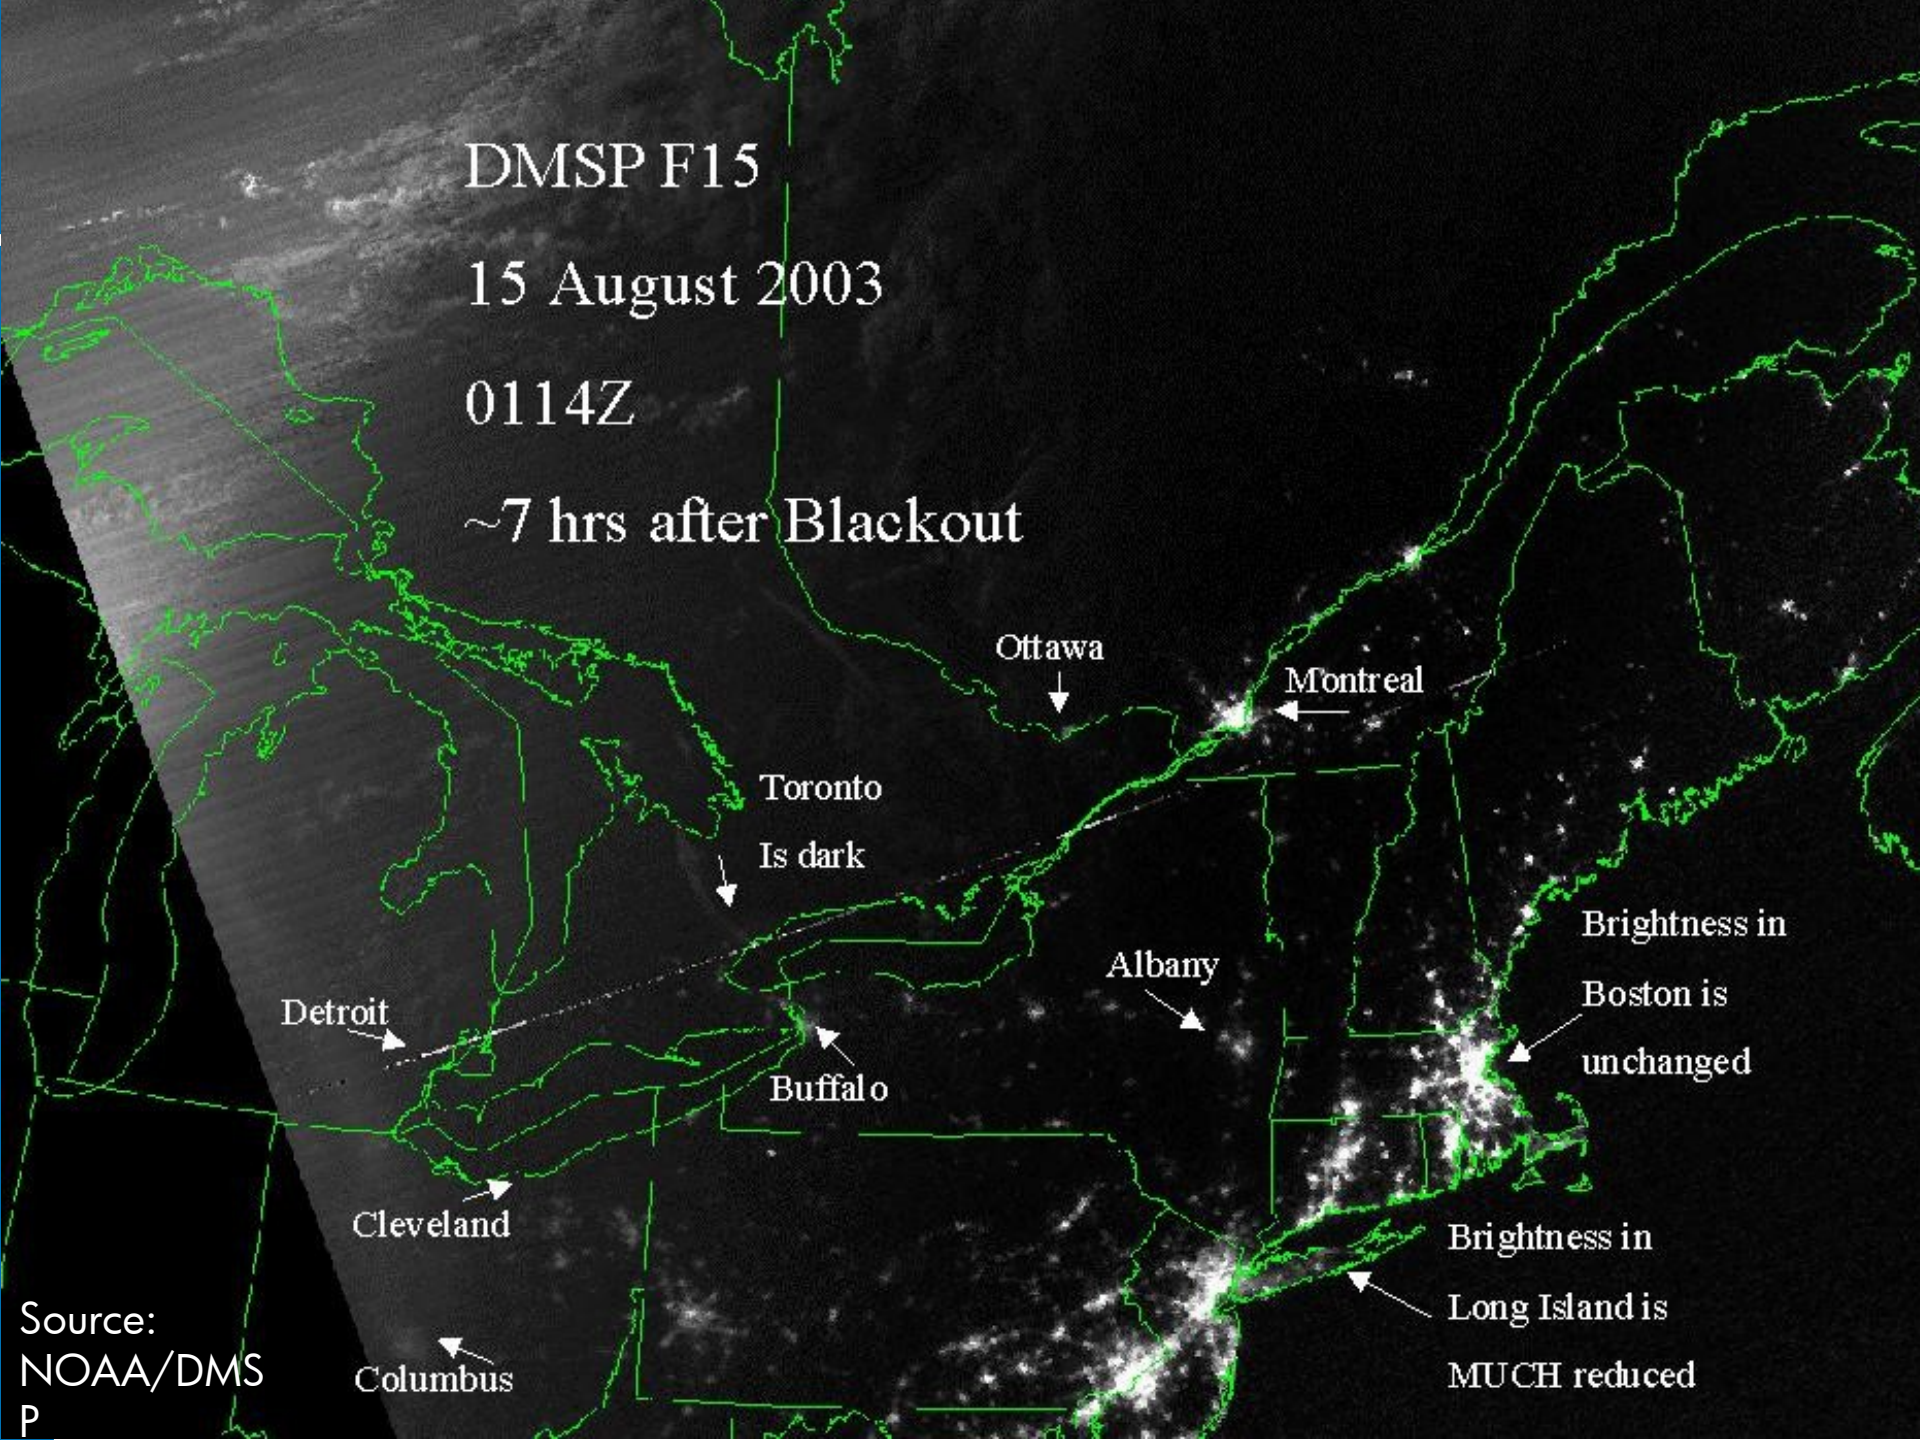 DMSP F15
15 August 2003
0114Z
~7 hrs after Blackout
Ottawa
Montreal
Toronto
Is dark
Albany
Brightness in
Boston is
unchanged
Detroit
Buffalo
Cleveland
Brightness in
Long Island is
MUCH reduced
Columbus
Source:
NOAA/DMS
P